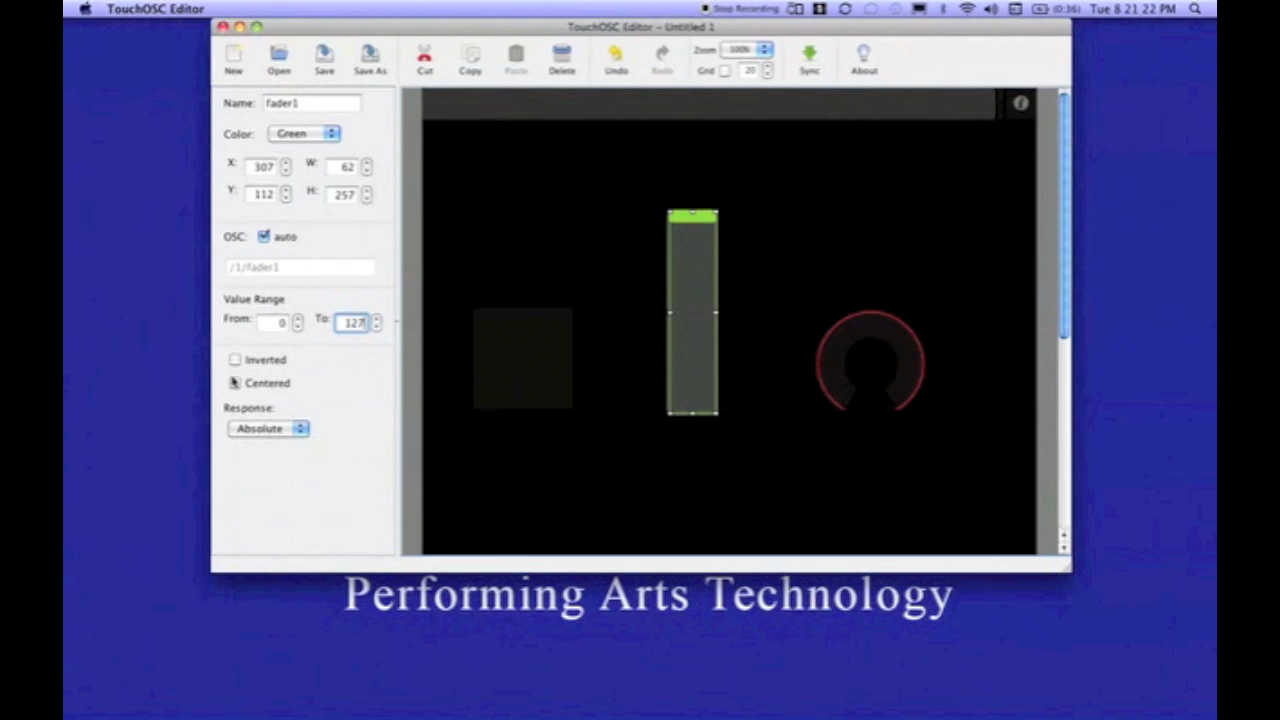 TouchOSC Editor
Stop Recording
(0:36) Tue 8 21 22 PM
TouchOSC Editor - Untitled 1
New Open Save Save As Cut Copy Paste Delete Undo Redo Zoom 100% Grid 20 Sync About
Name: fader1
Color: Green
X: 307 W: 62
Y: 112 H: 257
OSC: auto
/1/fader1
Value Range
From: 0 To: 127
Inverted
Centered
Response:
Absolute
Performing Arts Technology